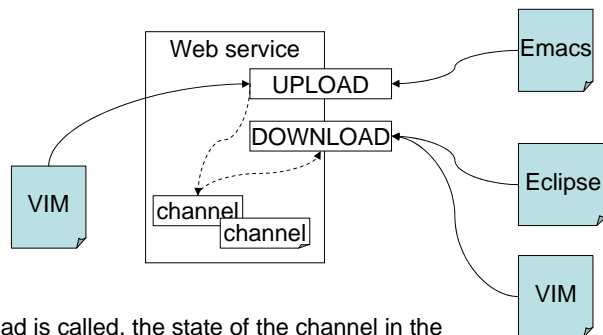 Web service
Emacs
UPLOAD
DOWNLOAD
VIM
Eclipse
channel
channel
VIM
is called, the state of the channel in the